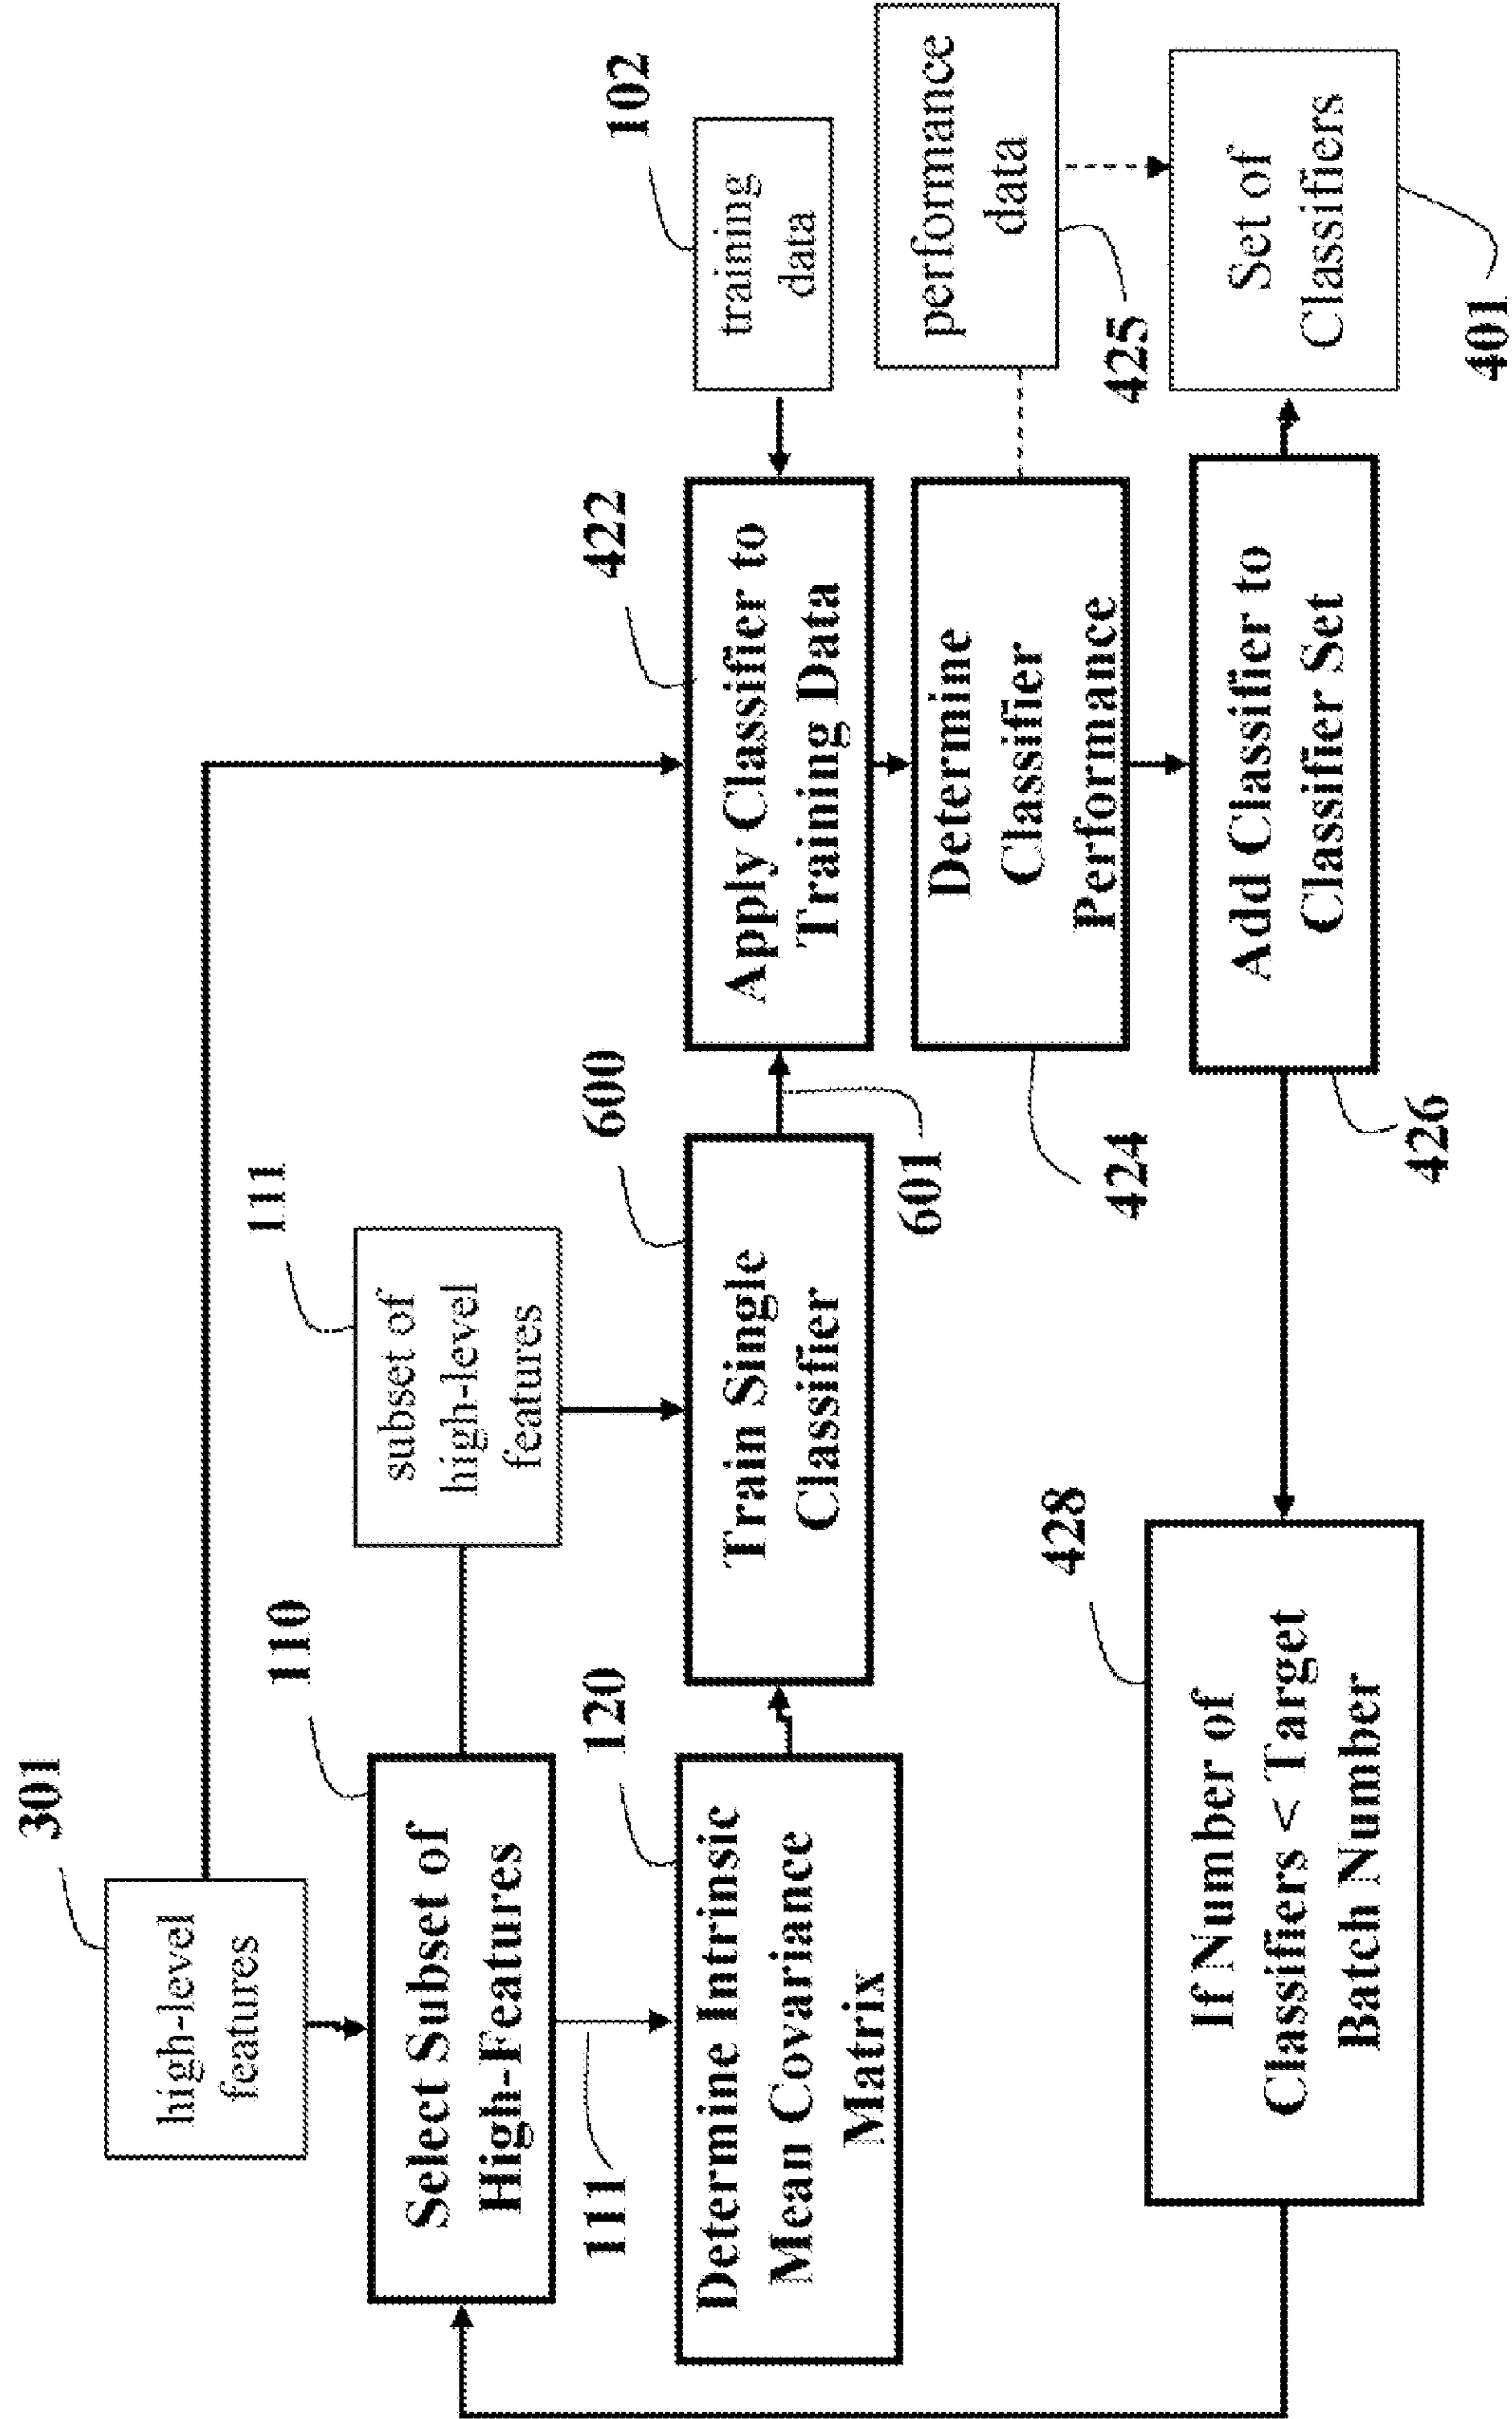 301
high-level
features
110
Select Subset of
High-Features
111
subset of
high-level
features
111
120
Determine Intrinsic
Mean Covariance
Matrix
600
Train Single
Classifier
601
422
Apply Classifier to
Training Data
102
training
data
424
Determine
Classifier
Performance
performance
data
425
426
Add Classifier to
Classifier Set
Set of
Classifiers
401
428
If Number of
Classifiers < Target
Batch Number